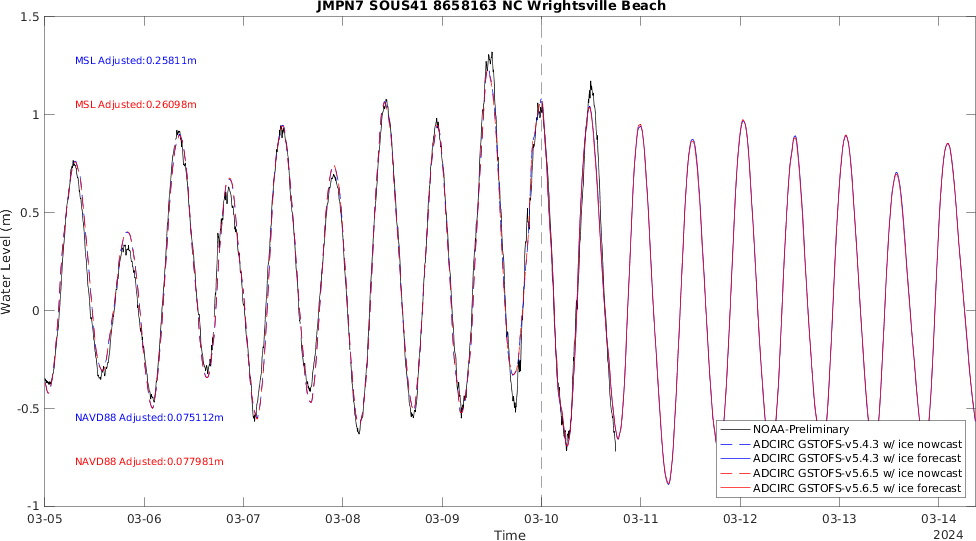 JMPN7 SOUS41 8658163 NC Wrightsville Beach
1.5
MSL Adjusted:0.25811m
MSL Adjusted:0.26098m
1
0.5
Water Level (m)
0
-0.5
NAVD88 Adjusted:0.075112m
NAVD88 Adjusted:0.077981m
-1
NOAA-Preliminary
ADCIRC GSTOFS-v5.4.3 w/ ice nowcast
ADCIRC GSTOFS-v5.4.3 w/ ice forecast
ADCIRC GSTOFS-v5.6.5 w/ ice nowcast
ADCIRC GSTOFS-v5.6.5 w/ ice forecast
03-05 03-06 03-07 03-08 03-09 03-10 03-11 03-12 03-13 03-14
Time
2024